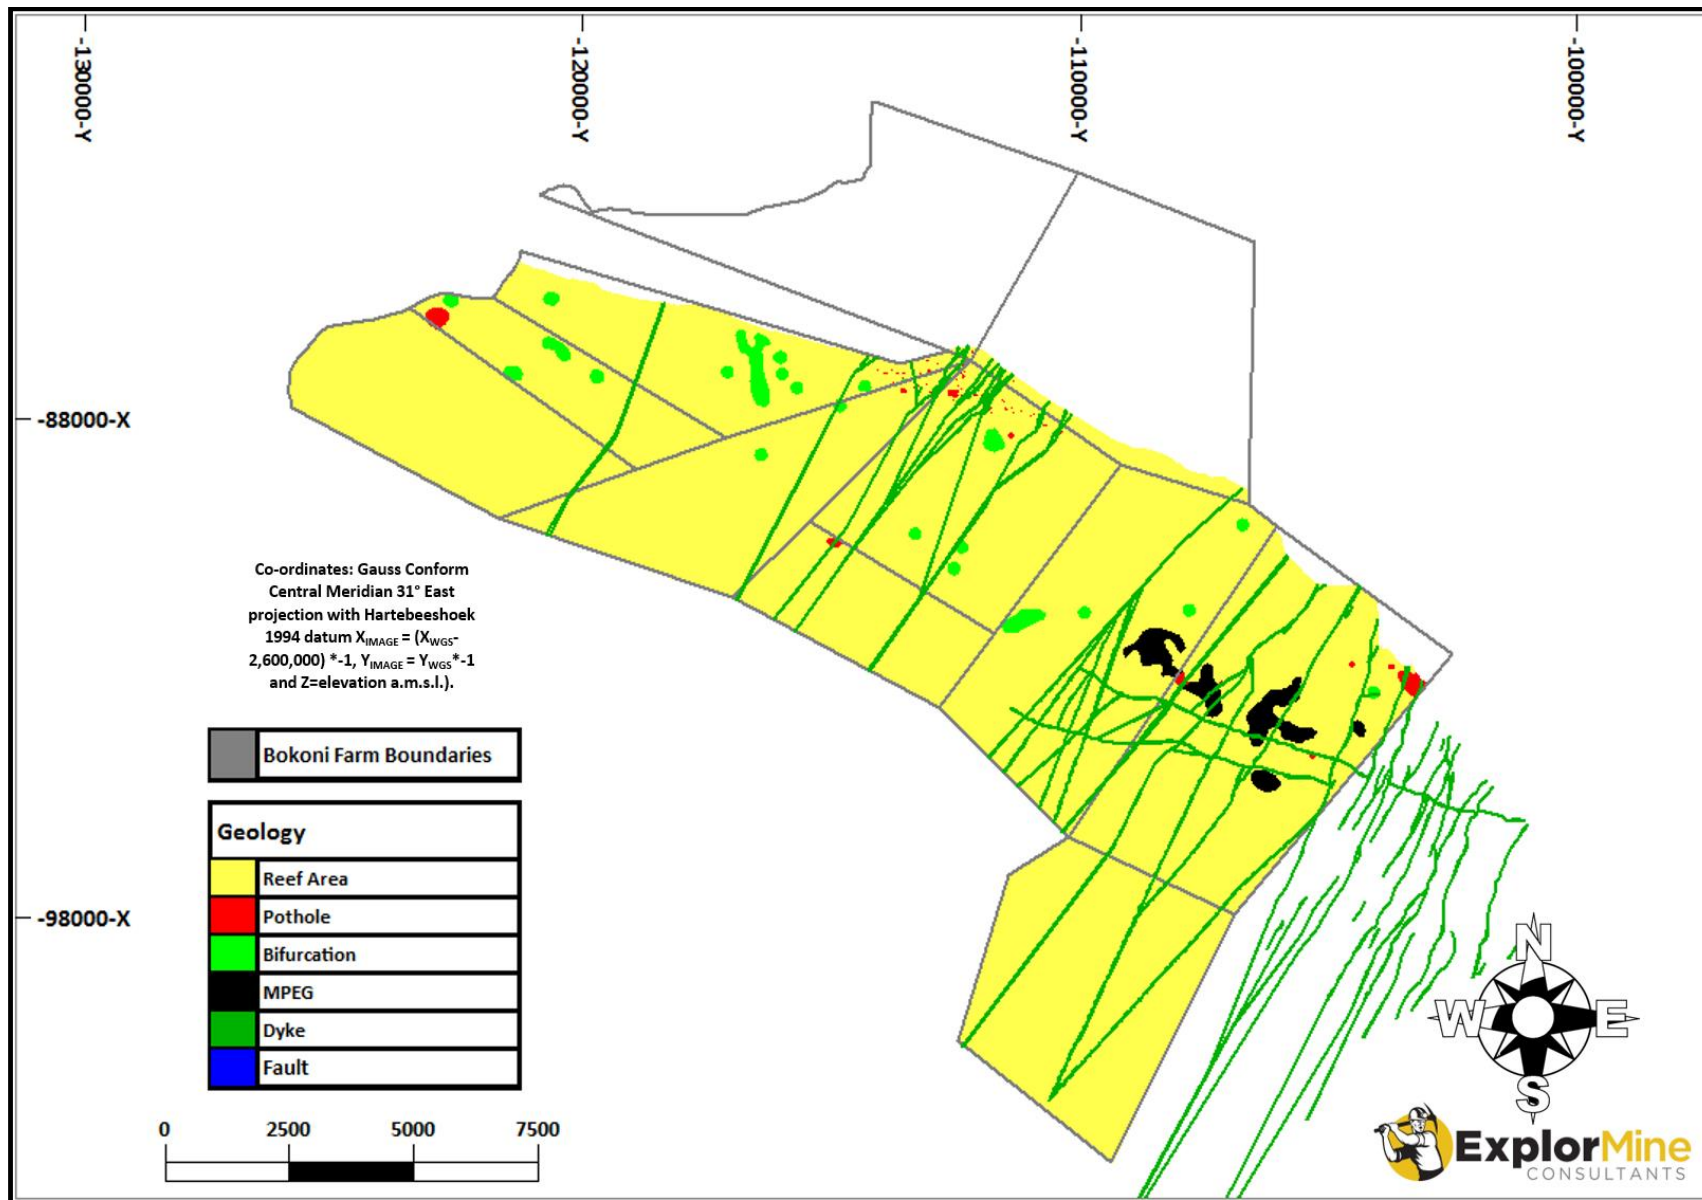 -130000-Y
-120000-Y
-110000-Y
-100000-Y
-88000-X
Co-ordinates: Gauss Conform
Central Meridian 31° East
projection with Hartebeeshoek
1994 datum XIMAGE = (XWGS-
2,600,000) *-1, YIMAGE = YWGS*-1
and Z=elevation a.m.s.l.).
Bokoni Farm Boundaries
Geology
Reef Area
Pothole
-98000-X
Bifurcation
MPEG
Dyke
Fault
0 2500 5000 7500
N
W E
S
ExplorMine
CONSULTANTS